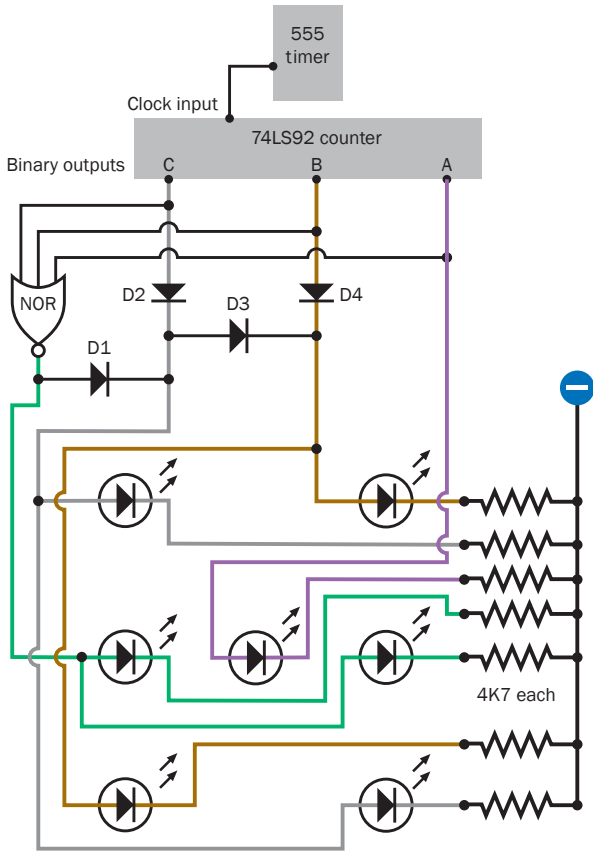 555
timer
Clock input
74LS92 counter
Binary outputs
C
B
A
NOR
D2
D4
D3
D1
4K7 each